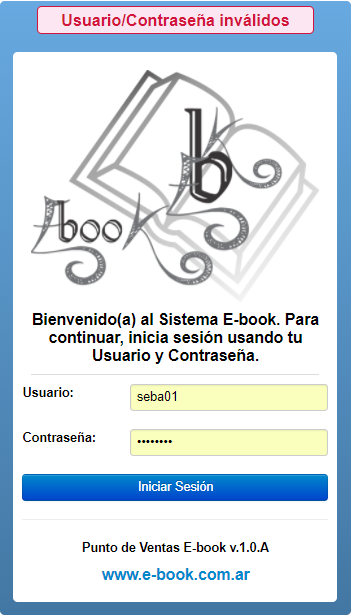 Usuario/Contraseña inválidos
bk
Ebook
Bienvenido(a) al Sistema E-book. Para
continuar, inicia sesión usando tu
Usuario y Contraseña.
Usuario: seba01
Contraseña: ••••••••
Iniciar Sesión
Punto de Ventas E-book v.1.0.A
www.e-book.com.ar